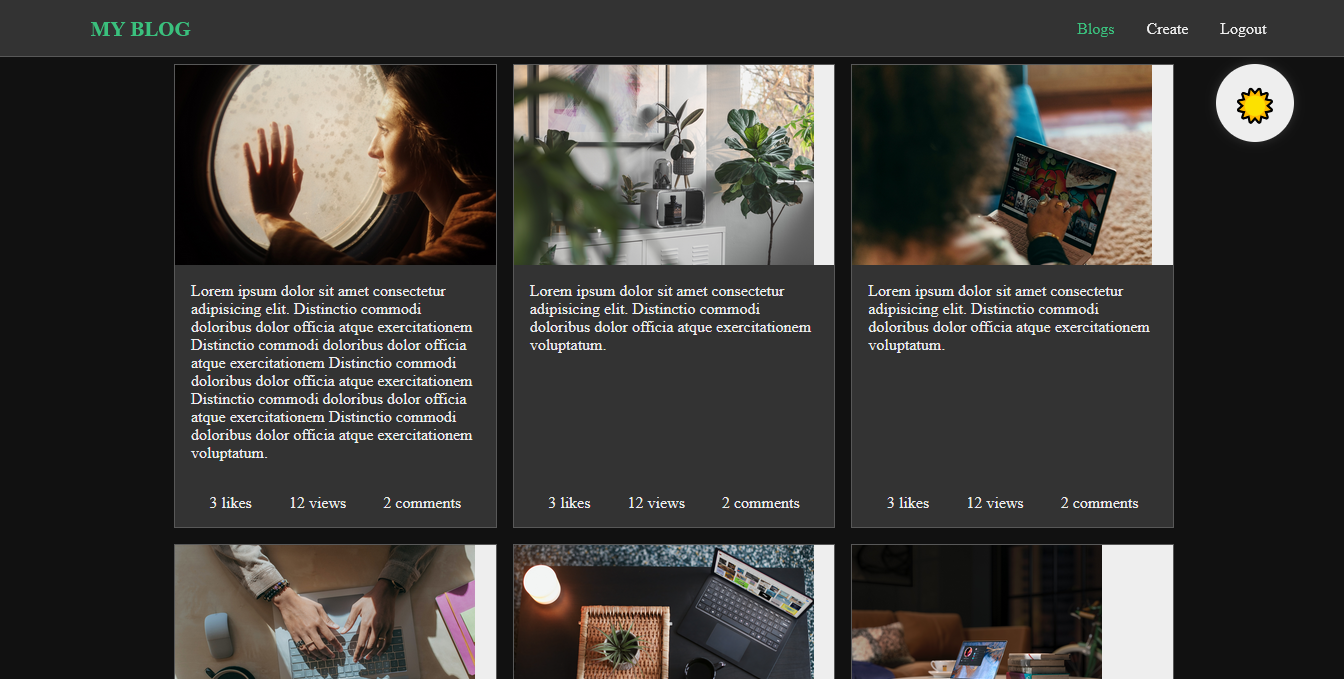 MY BLOG
Blogs Create Logout
Lorem ipsum dolor sit amet consectetur
adipisicing elit. Distinctio commodi
doloribus dolor officia atque exercitationem
Distinctio commodi doloribus dolor officia
atque exercitationem Distinctio commodi
doloribus dolor officia atque exercitationem
Distinctio commodi doloribus dolor officia
atque exercitationem Distinctio commodi
doloribus dolor officia atque exercitationem
voluptatum.
3 likes 12 views 2 comments
Lorem ipsum dolor sit amet consectetur
adipisicing elit. Distinctio commodi
doloribus dolor officia atque exercitationem
voluptatum.
3 likes 12 views 2 comments
Lorem ipsum dolor sit amet consectetur
adipisicing elit. Distinctio commodi
doloribus dolor officia atque exercitationem
voluptatum.
3 likes 12 views 2 comments